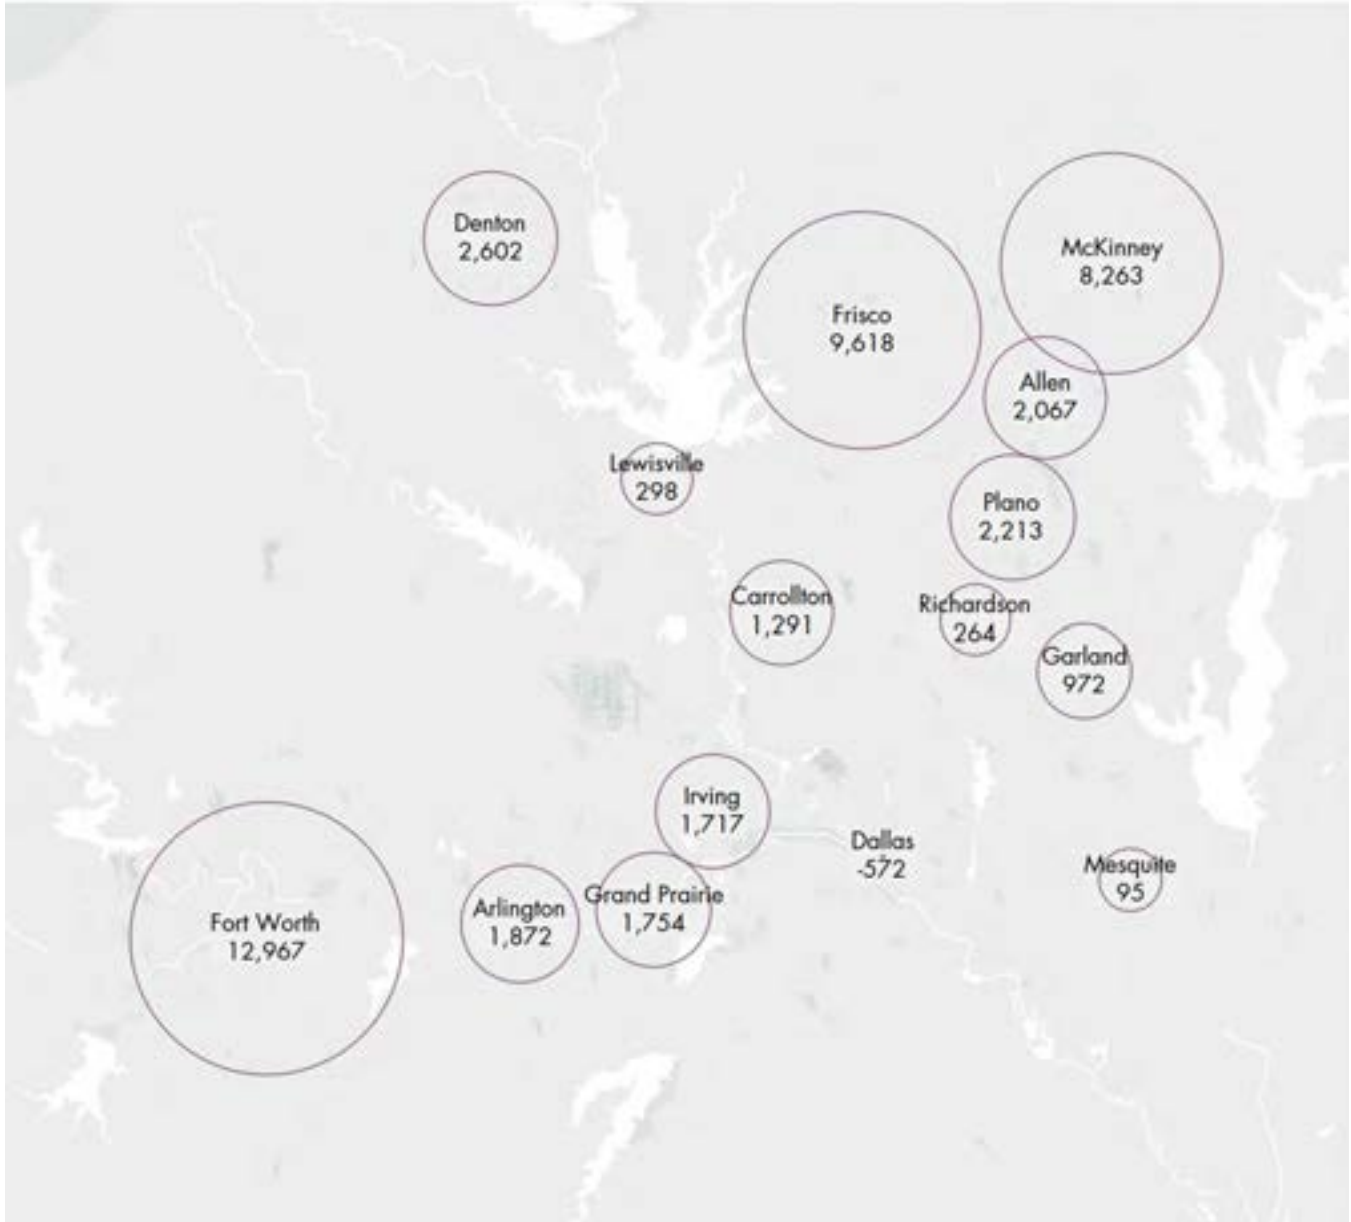 Denton
2,602
McKinney
8,263
Frisco
9,618
Allen
2,067
Lewisville
298
Plano
2,213
Carrollton
1,291
Richardson
264
Garland
972
Irving
1,717
Dallas
-572
Mesquite
95
Grand Prairie
1,754
Arlington
1,872
Fort Worth
12,967